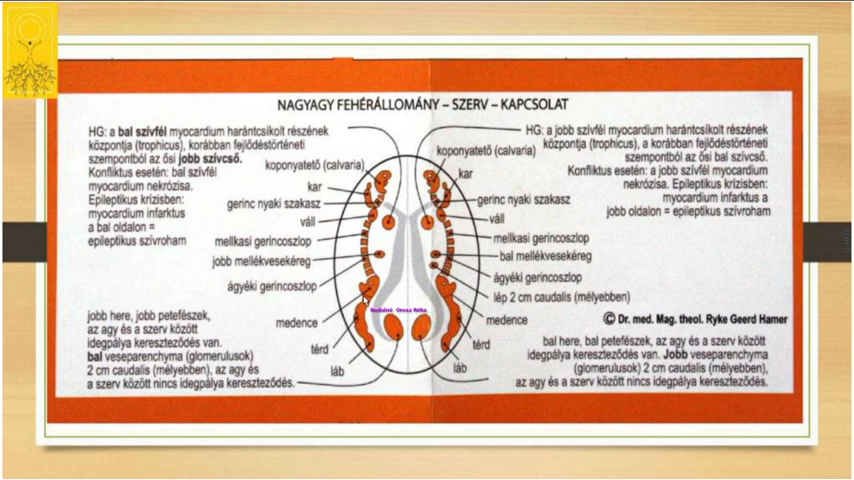 NAGYAGY FEHÉRÁLLOMÁNY – SZERV – KAPCSOLAT
HG: a bal szívfél myocardium harántcsíkolt részének
központja (trophicus), a korábban fejlődéstörténeti
szempontból az ősi jobb szívcső.
Konfliktus esetén: bal szívfél
myocardium nekrózisa.
Epileptikus krízisben:
myocardium infarktus
a bal oldalon =
epileptikus szívroham
koponyatető (calvaria)
kar
gerinc nyaki szakasz
váll
mellkasi gerincoszlop
jobb mellékvesekéreg
ágyéki gerincoszlop
medence
térd
láb
jobb here, jobb petefészek,
az agy és a szerv között
idegpálya kereszteződés van.
bal veseparenchyma (glomerulusok)
2 cm caudalis (mélyebben), az agy és
a szerv között nincs idegpálya kereszteződés.
HG: a jobb szívfél myocardium harántcsíkolt részének
központja (trophicus), a korábban fejlődéstörténeti
szempontból az ősi bal szívcső.
Konfliktus esetén: a jobb szívfél myocardium
nekrózisa. Epileptikus krízisben:
myocardium infarktus a
jobb oldalon = epileptikus szívroham
koponyatető (calvaria)
kar
gerinc nyaki szakasz
váll
mellkasi gerincoszlop
bal mellékvesekéreg
ágyéki gerincoszlop
lép 2 cm caudalis (mélyebben)
medence
térd
láb
© Dr. med. Mag. theol. Ryke Geerd Hamer
bal here, bal petefészek, az agy és a szerv között
idegpálya kereszteződés van. Jobb veseparenchyma
(glomerulusok) 2 cm caudalis (mélyebben),
az agy és a szerv között nincs idegpálya kereszteződés.
Orosz Réka